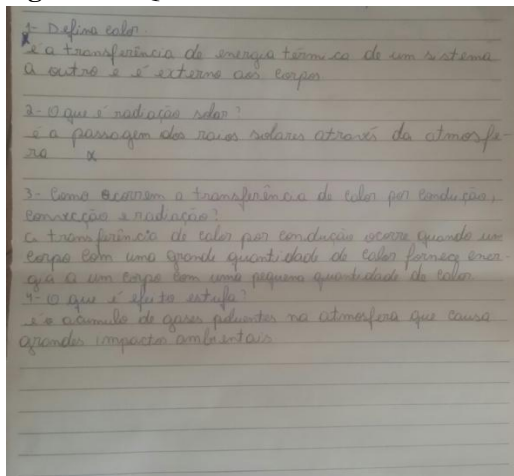 1- Defina calor.
x é a transferência de energia térmica de um sistema
a outro e é externo aos corpos
2- O que é radiação solar?
é a passagem dos raios solares através da atmosfe-
ra x
3- Como ocorrem a transferência de calor por condução,
convecção e radiação?
a transferência de calor por condução ocorre quando um
corpo com uma grande quantidade de calor fornece ener-
gia a um corpo com uma pequena quantidade de calor
4- O que é efeito estufa?
é o acumulo de gases poluentes na atmosfera que causa
grandes impactos ambientais